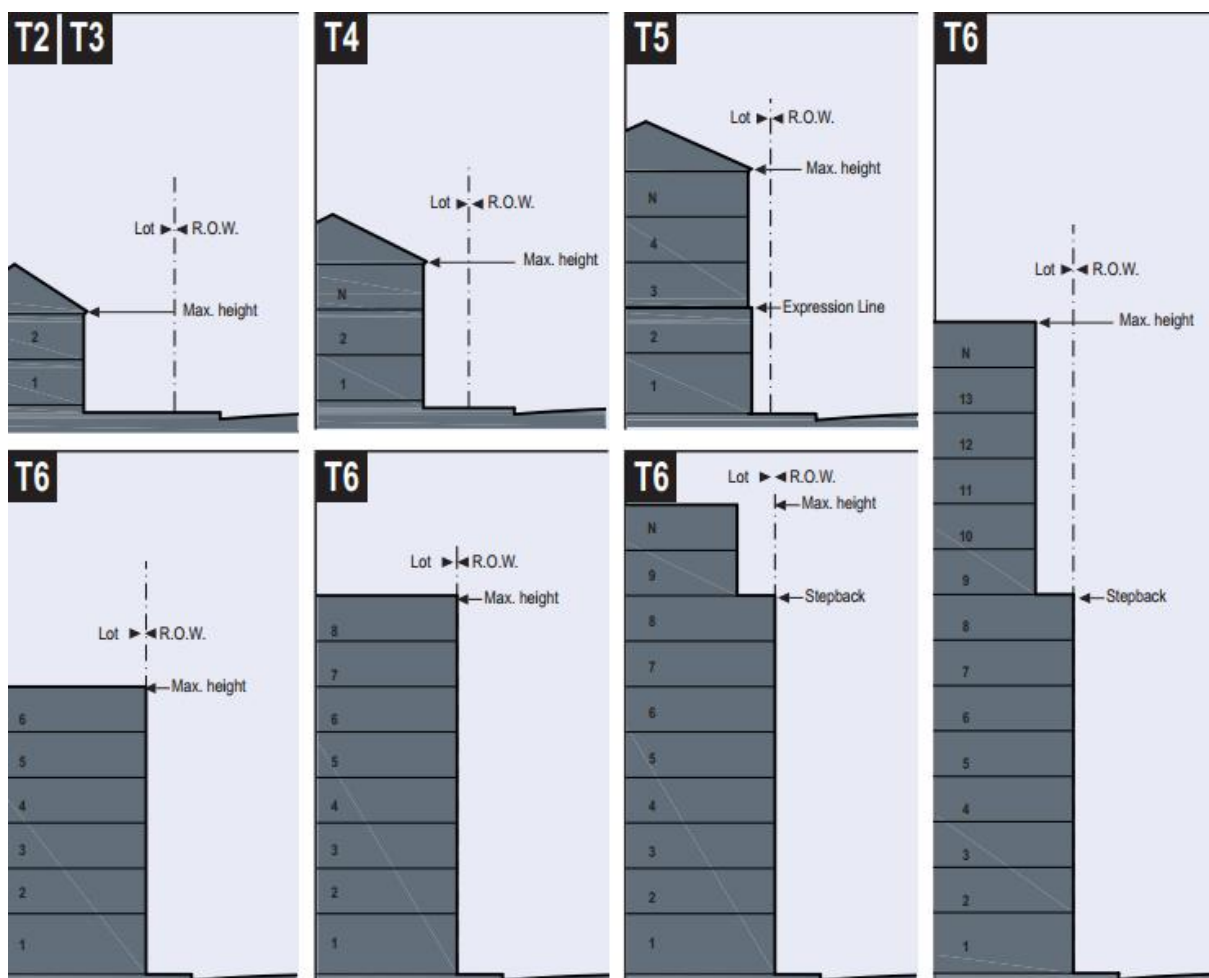 T2 T3
Lot R.O.W.
Max. height
2
1
T4
Lot R.O.W.
Max. height
N
2
1
T5
Lot R.O.W.
Max. height
N
4
3
Expression Line
2
1
T6
Lot R.O.W.
Max. height
N
13
12
11
10
9
Stepback
8
7
6
5
4
3
2
1
T6
Lot R.O.W.
Max. height
6
5
4
3
2
1
T6
Lot R.O.W.
Max. height
8
7
6
5
4
3
2
1
T6
Lot R.O.W.
Max. height
N
9
Stepback
8
7
6
5
4
3
2
1